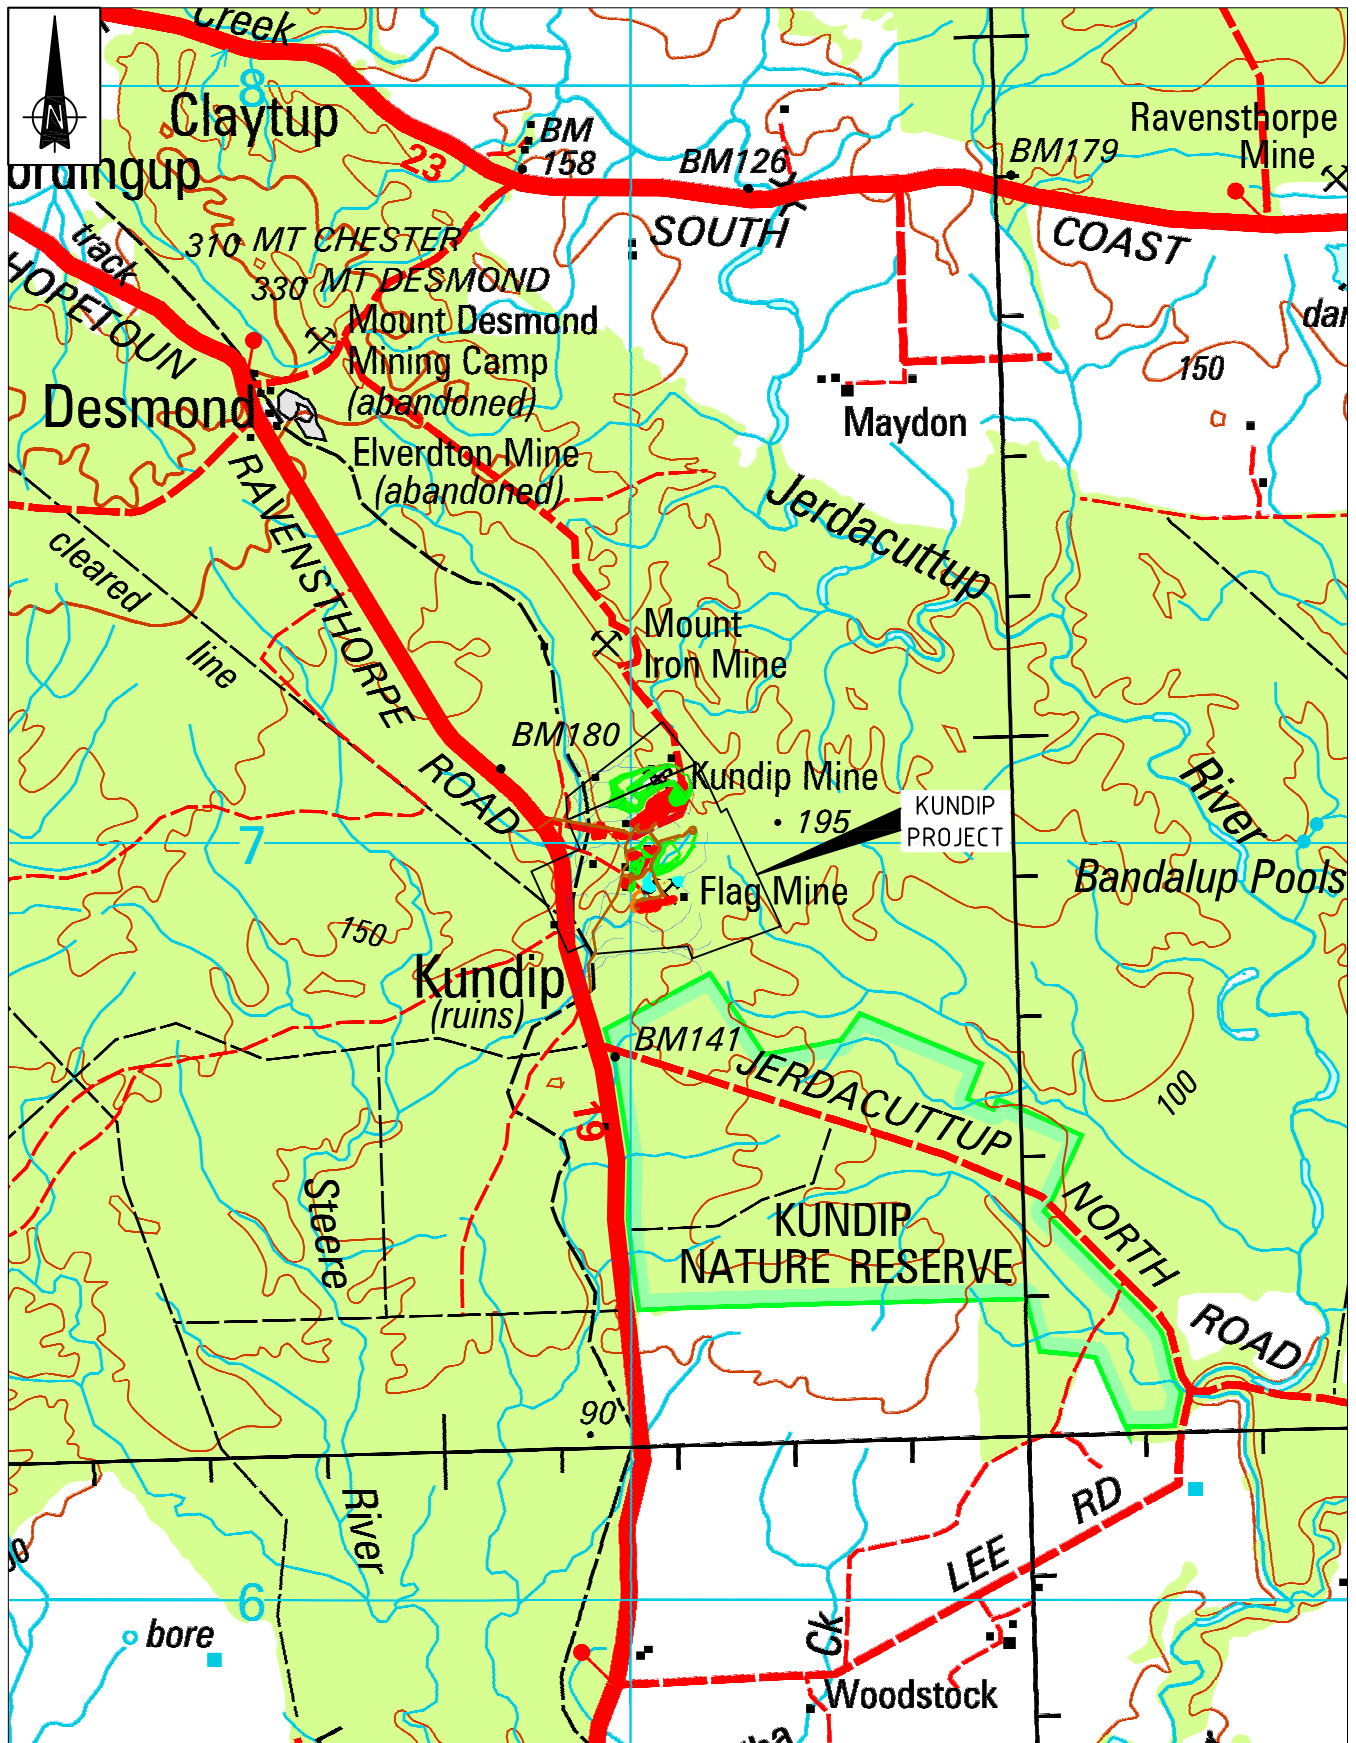 Creek
N
8
Claytup
23
BM
158
BM126
BM179
Ravensthorpe
Mine
SOUTH
COAST
track
310 MT CHESTER
330 MT DESMOND
HOPETOUN
Mount Desmond
Mining Camp
(abandoned)
150
Maydon
Desmond
Elverdton Mine
(abandoned)
RAVENSTHORPE
ROAD
cleared
line
Jerdacuttup
River
Mount
Iron Mine
BM180
Kundip Mine
195
KUNDIP
PROJECT
7
Flag Mine
Bandalup Pools
150
Kundip
(ruins)
BM141
JERDACUTTUP
NORTH
ROAD
100
19
Steere
River
KUNDIP
NATURE RESERVE
90
RD
LEE
6
bore
Ck
Woodstock